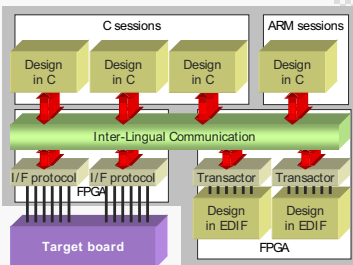 C sessions
ARM sessions
Design
in C
Design
in C
Design
in C
Design
in C
Inter-Lingual Communication
I/F protocol
I/F protocol
Transactor
Transactor
FPGA
Design
in EDIF
Design
in EDIF
Target board
FPGA